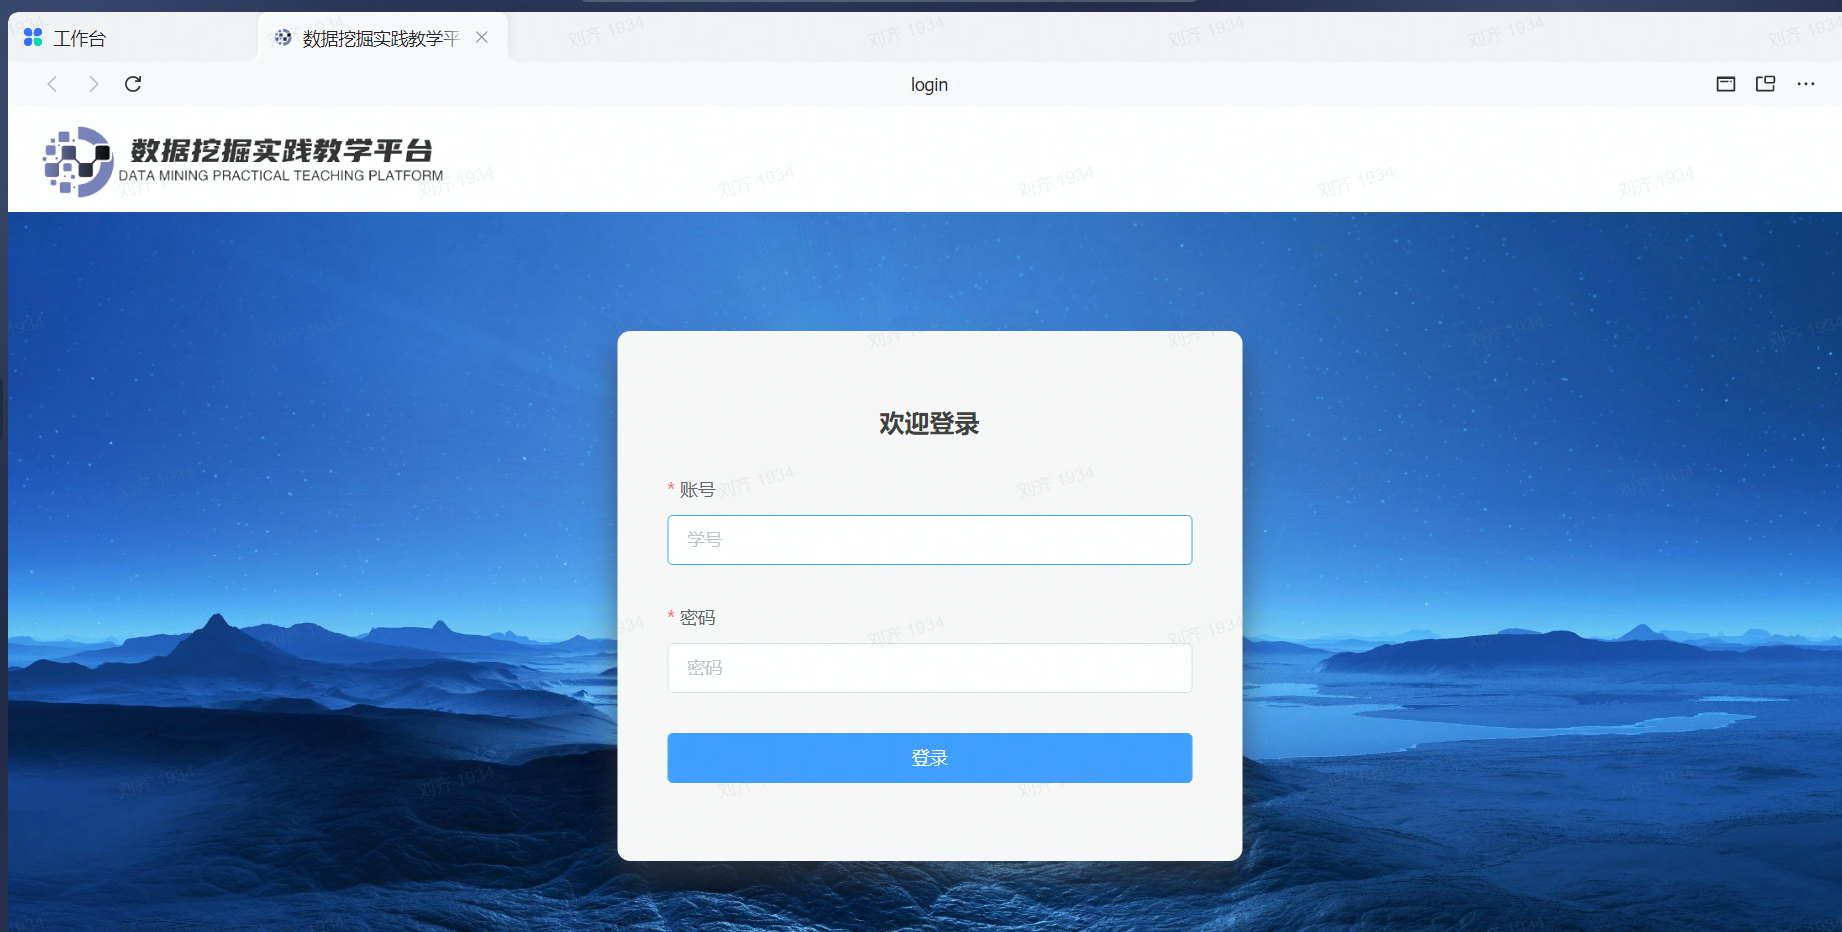 工作台
数据挖掘实践教学平
login
数据挖掘实践教学平台
DATA MINING PRACTICAL TEACHING PLATFORM
欢迎登录
* 账号
学号
* 密码
密码
登录
刘齐 1934